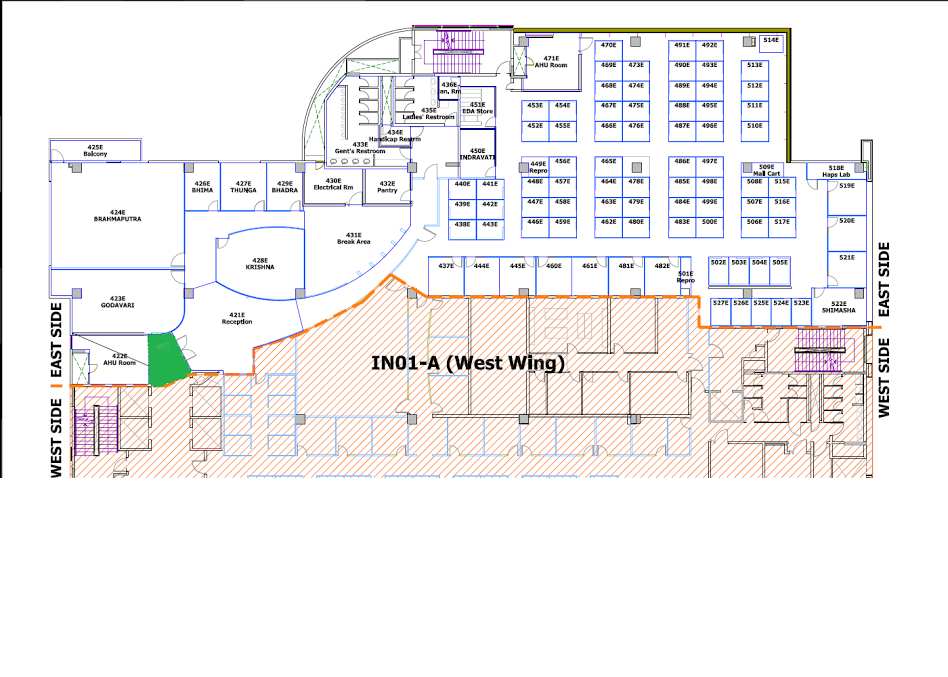 470E
491E 492E
514E
471E
AHU Room
469E 473E
490E 493E
513E
436E
Jan. Rm
468E 474E
489E 494E
512E
451E
EDA Store
453E 454E
467E 475E
488E 495E
511E
435E
Ladies' Restroom
452E 455E
466E 476E
487E 496E
510E
434E
Handicap Restrm
433E
Gent's Restroom
450E
INDRAVATI
425E
Balcony
449E
Repro
456E
465E
486E 497E
509E
Mail Cart
518E
Haps Lab
426E
BHIMA
427E
THUNGA
429E
BHADRA
430E
Electrical Rm
432E
Pantry
440E 441E
448E 457E
464E 478E
485E 498E
508E 515E
519E
439E 442E
447E 458E
463E 479E
484E 499E
507E 516E
424E
BRAHMAPUTRA
438E 443E
446E 459E
462E 480E
483E 500E
506E 517E
520E
431E
Break Area
428E
KRISHNA
437E 444E 445E 460E 461E 481E 482E
501E
Repro
502E 503E 504E 505E
521E
EAST SIDE
423E
GODAVARI
421E
Reception
527E 526E 525E 524E 523E
522E
SHIMASHA
EAST SIDE
422E
AHU Room
IN01-A (West Wing)
WEST SIDE
WEST SIDE